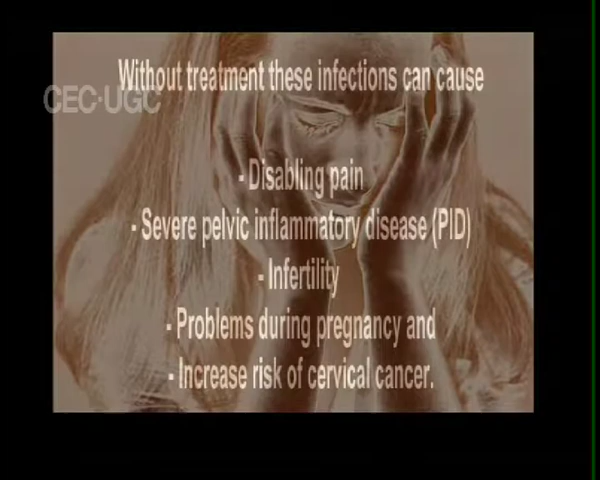 Without treatment these infections can cause
CEC-UGC
- Disabling pain
- Severe pelvic inflammatory disease (PID)
- Infertility
- Problems during pregnancy and
- Increase risk of cervical cancer.